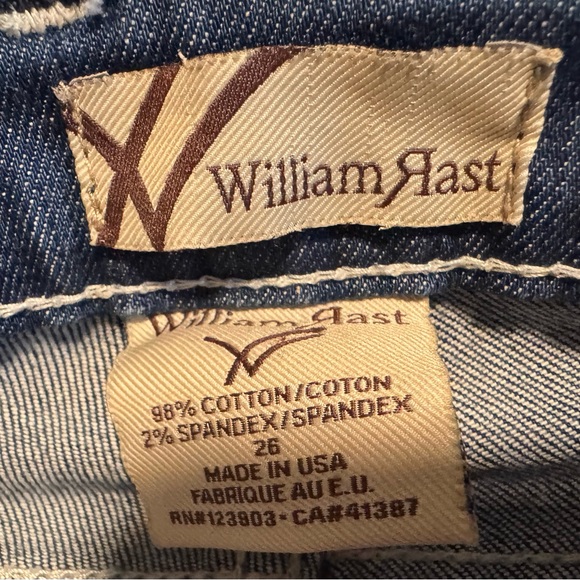 William Rast
William Rast
98% COTTON/COTON
2% SPANDEX/SPANDEX
26
MADE IN USA
FABRIQUE AU E.U.
RN#123903 • CA#41387